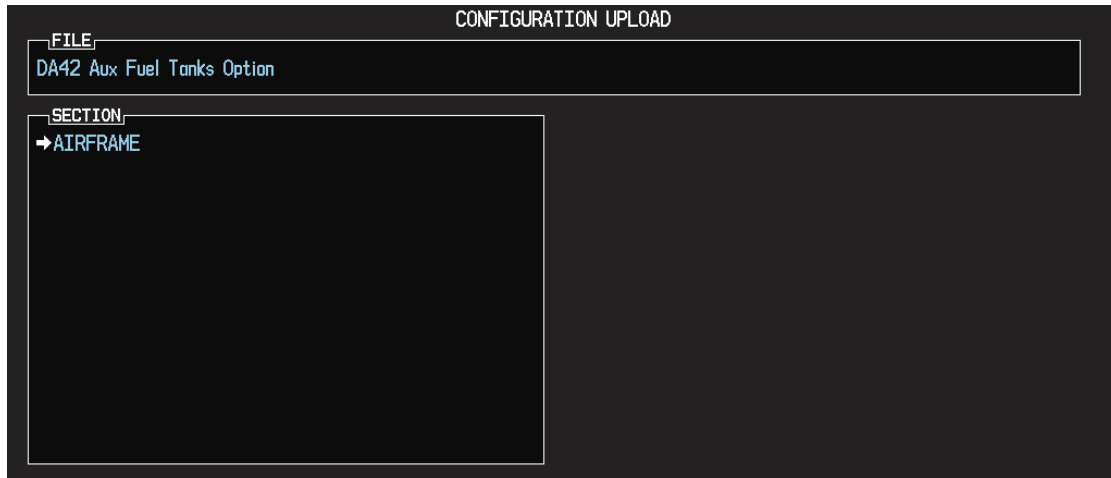 CONFIGURATION UPLOAD
FILE
DA42 Aux Fuel Tanks Option
SECTION
➔AIRFRAME